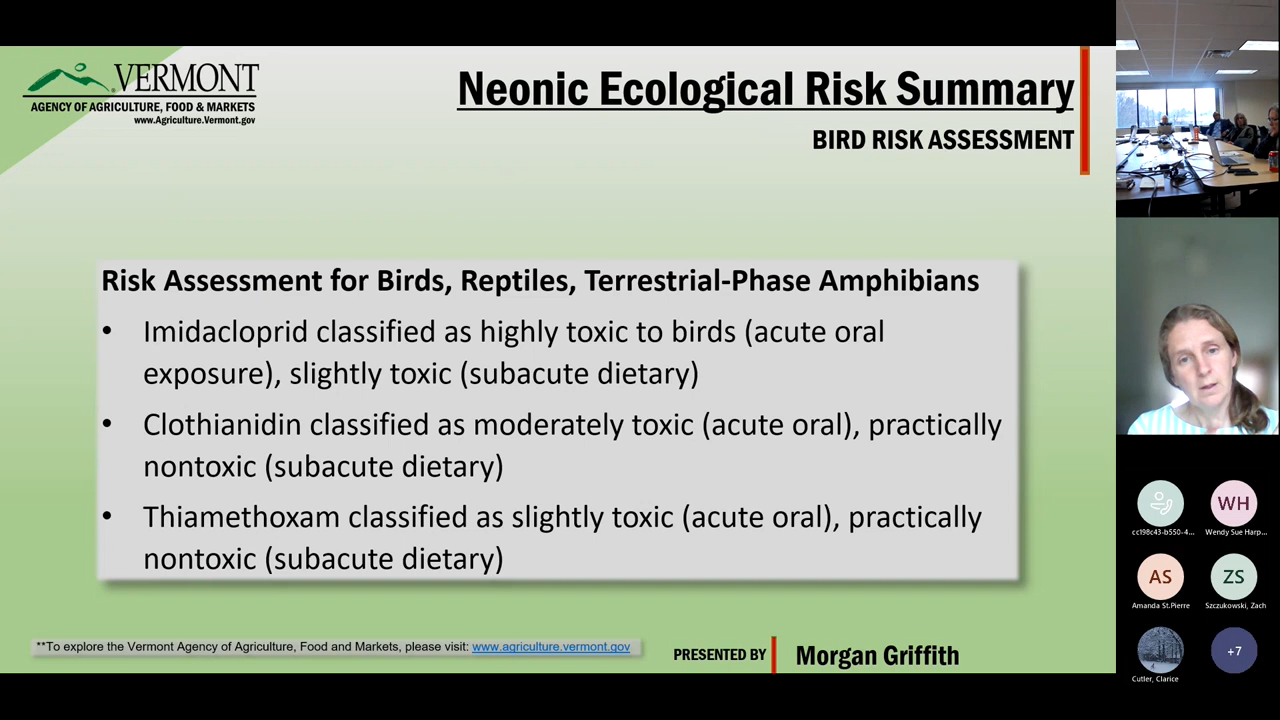 VERMONT
AGENCY OF AGRICULTURE, FOOD & MARKETS
www.Agriculture.Vermont.gov
Neonic Ecological Risk Summary
BIRD RISK ASSESSMENT
Risk Assessment for Birds, Reptiles, Terrestrial-Phase Amphibians
• Imidacloprid classified as highly toxic to birds (acute oral
exposure), slightly toxic (subacute dietary)
• Clothianidin classified as moderately toxic (acute oral), practically
nontoxic (subacute dietary)
• Thiamethoxam classified as slightly toxic (acute oral), practically
nontoxic (subacute dietary)
**To explore the Vermont Agency of Agriculture, Food and Markets, please visit: www.agriculture.vermont.gov
PRESENTED BY
Morgan Griffith
WH
cc198c43-b550-4...
Wendy Sue Harp...
AS
ZS
Amanda St.Pierre
Szczukowski, Zach
+7
Cutler, Clarice